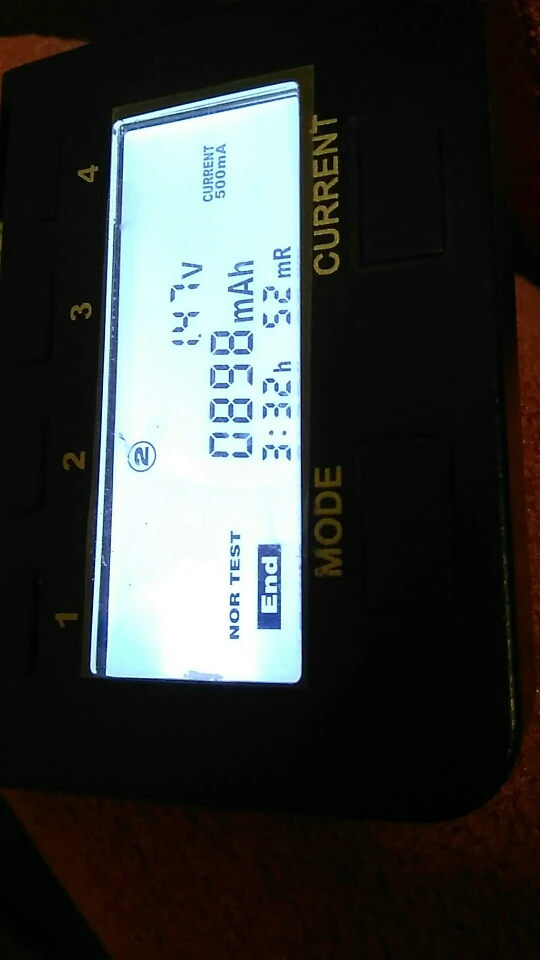 1 2 3 4
2
1.47V
NOR TEST 0898mAh CURRENT 500mA
End 3:32h 52mR
MODE CURRENT